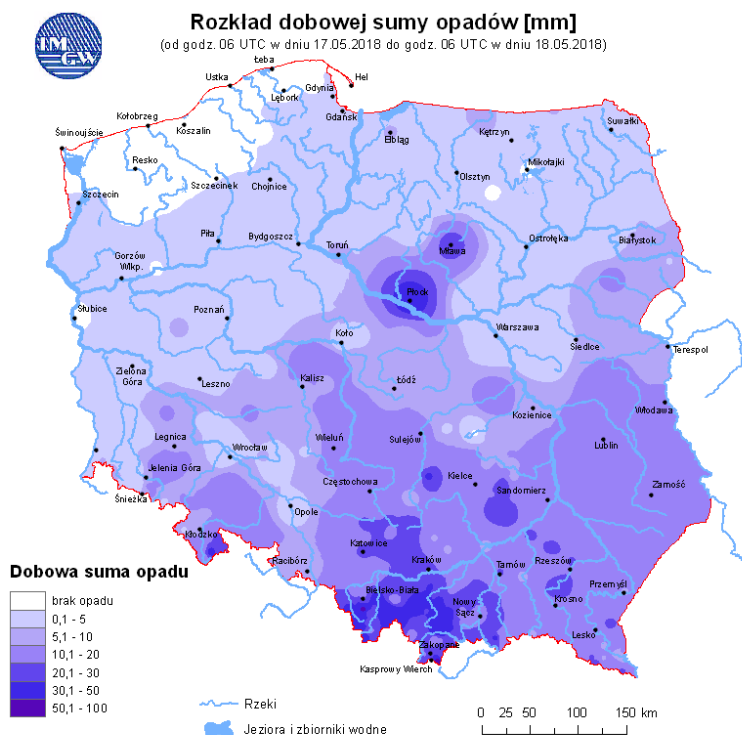 Rozkład dobowej sumy opadów [mm]
(od godz. 06 UTC w dniu 17.05.2018 do godz. 06 UTC w dniu 18.05.2018)
IM
GW
Łeba
Ustka
Hel
Lębork
Gdynia
Gdańsk
Kołobrzeg
Koszalin
Suwałki
Świnoujście
Elbląg
Kętrzyn
Resko
Mikołajki
Szczecinek
Chojnice
Olsztyn
Szczecin
Piła
Bydgoszcz
Toruń
Mława
Ostrołęka
Białystok
Gorzów
Wlkp.
Płock
Słubice
Poznań
Koło
Warszawa
Siedlce
Terespol
Zielona
Góra
Leszno
Kalisz
Łódź
Kozienice
Włodawa
Legnica
Wrocław
Wieluń
Sulejów
Lublin
Jelenia Góra
Częstochowa
Kielce
Sandomierz
Zamość
Śnieżka
Opole
Kłodzko
Katowice
Kraków
Tarnów
Rzeszów
Racibórz
Przemyśl
Bielsko-Biała
Nowy
Sącz
Krosno
Lesko
Zakopane
Kasprowy Wierch
Dobowa suma opadu
brak opadu
0,1 - 5
5,1 - 10
10,1 - 20
20,1 - 30
30,1 - 50
50,1 - 100
Rzeki
Jeziora i zbiorniki wodne
0 25 50 100 150 km